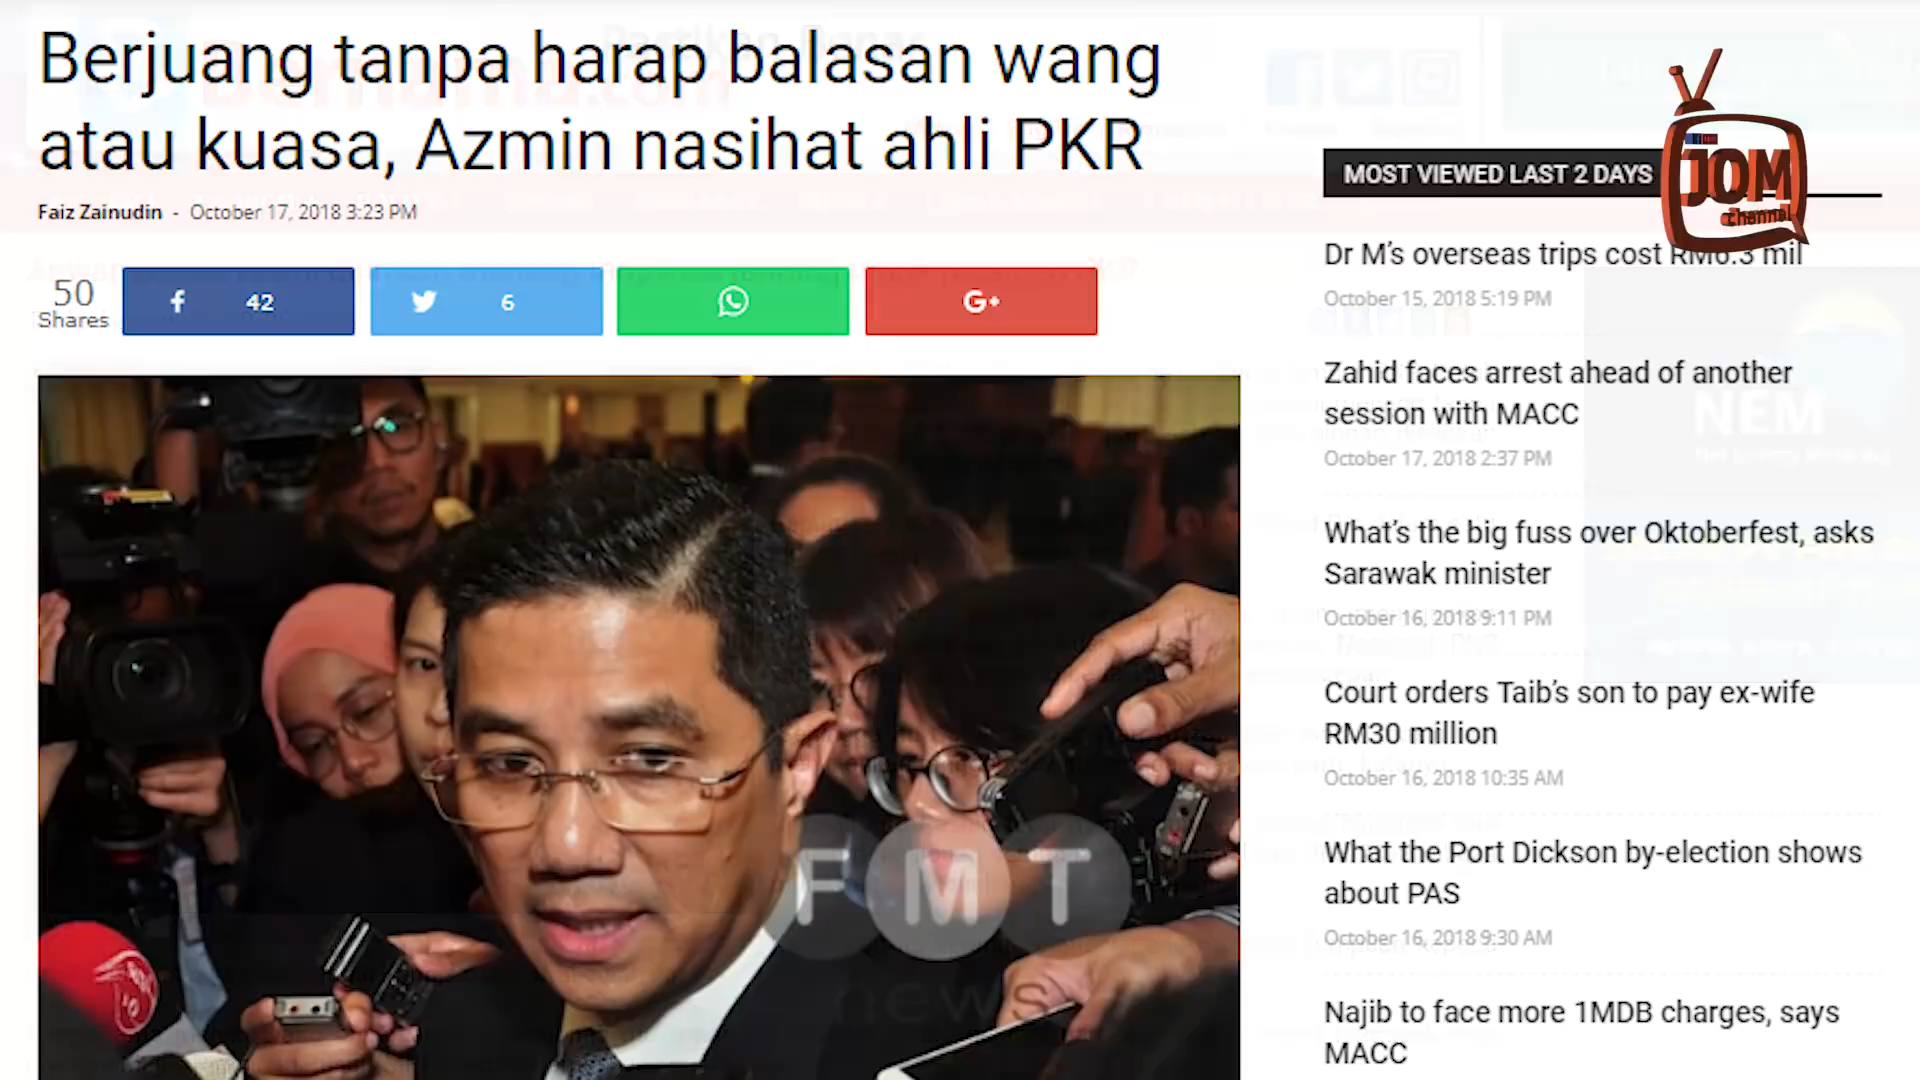 Berjuang tanpa harap balasan wang
atau kuasa, Azmin nasihat ahli PKR
Faiz Zainudin - October 17, 2018 3:23 PM
50
Shares
42
6
G+
FMT
news
MOST VIEWED LAST 2 DAYS
JOM
channel
Dr M's overseas trips cost RM6.3 mil
October 15, 2018 5:19 PM
Zahid faces arrest ahead of another
session with MACC
October 17, 2018 2:37 PM
NEM
What's the big fuss over Oktoberfest, asks
Sarawak minister
October 16, 2018 9:11 PM
Court orders Taib's son to pay ex-wife
RM30 million
October 16, 2018 10:35 AM
What the Port Dickson by-election shows
about PAS
October 16, 2018 9:30 AM
Najib to face more 1MDB charges, says
MACC